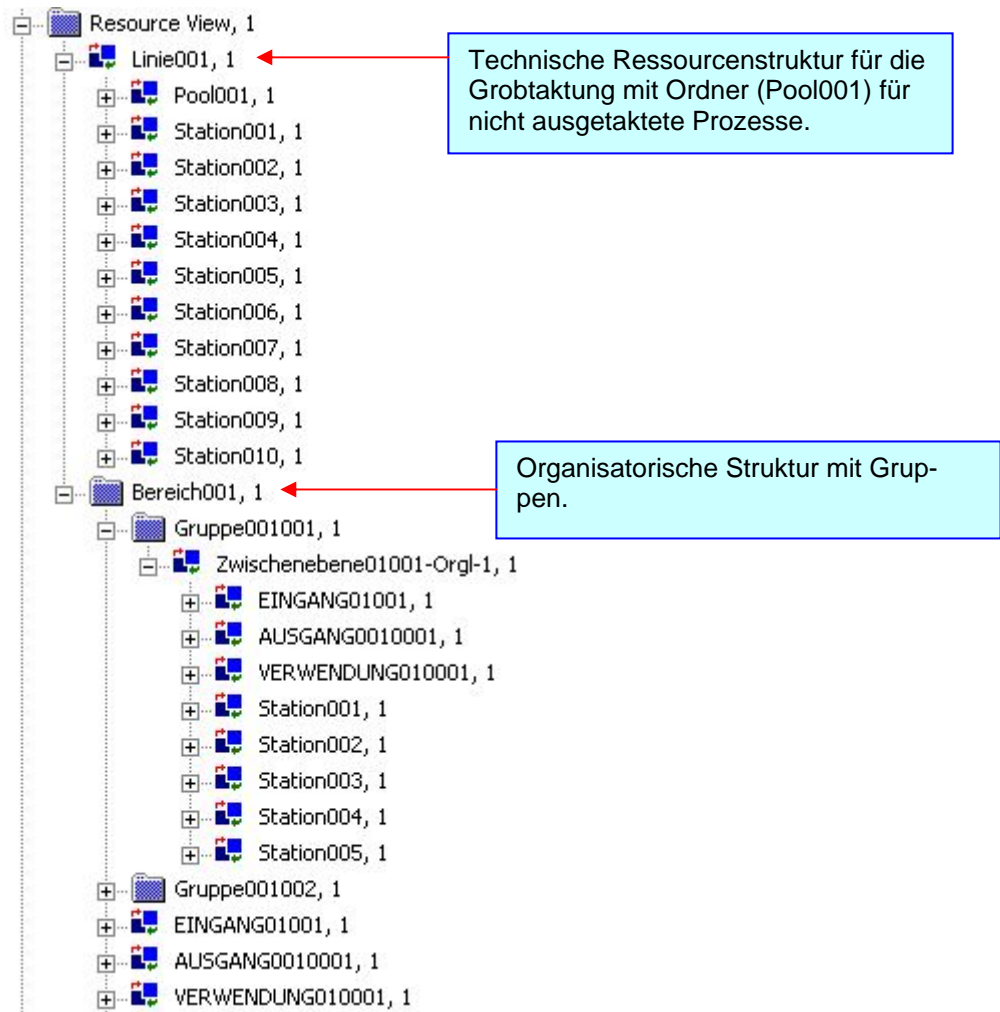 Resource View, 1
Linie001, 1
Technische Ressourcenstruktur für die
Grobtaktung mit Ordner (Pool001) für
nicht ausgetaktete Prozesse.
Pool001, 1
Station001, 1
Station002, 1
Station003, 1
Station004, 1
Station005, 1
Station006, 1
Station007, 1
Station008, 1
Station009, 1
Station010, 1
Organisatorische Struktur mit Grup-
pen.
Bereich001, 1
Gruppe001001, 1
Zwischenebene01001-Orgl-1, 1
EINGANG01001, 1
AUSGANG0010001, 1
VERWENDUNG010001, 1
Station001, 1
Station002, 1
Station003, 1
Station004, 1
Station005, 1
Gruppe001002, 1
EINGANG01001, 1
AUSGANG0010001, 1
VERWENDUNG010001, 1